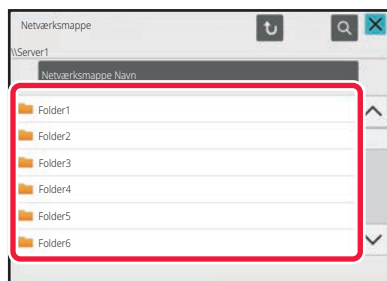 Netværksmappe
\\Server1
Netværksmappe Navn
Folder1
Folder2
Folder3
Folder4
Folder5
Folder6